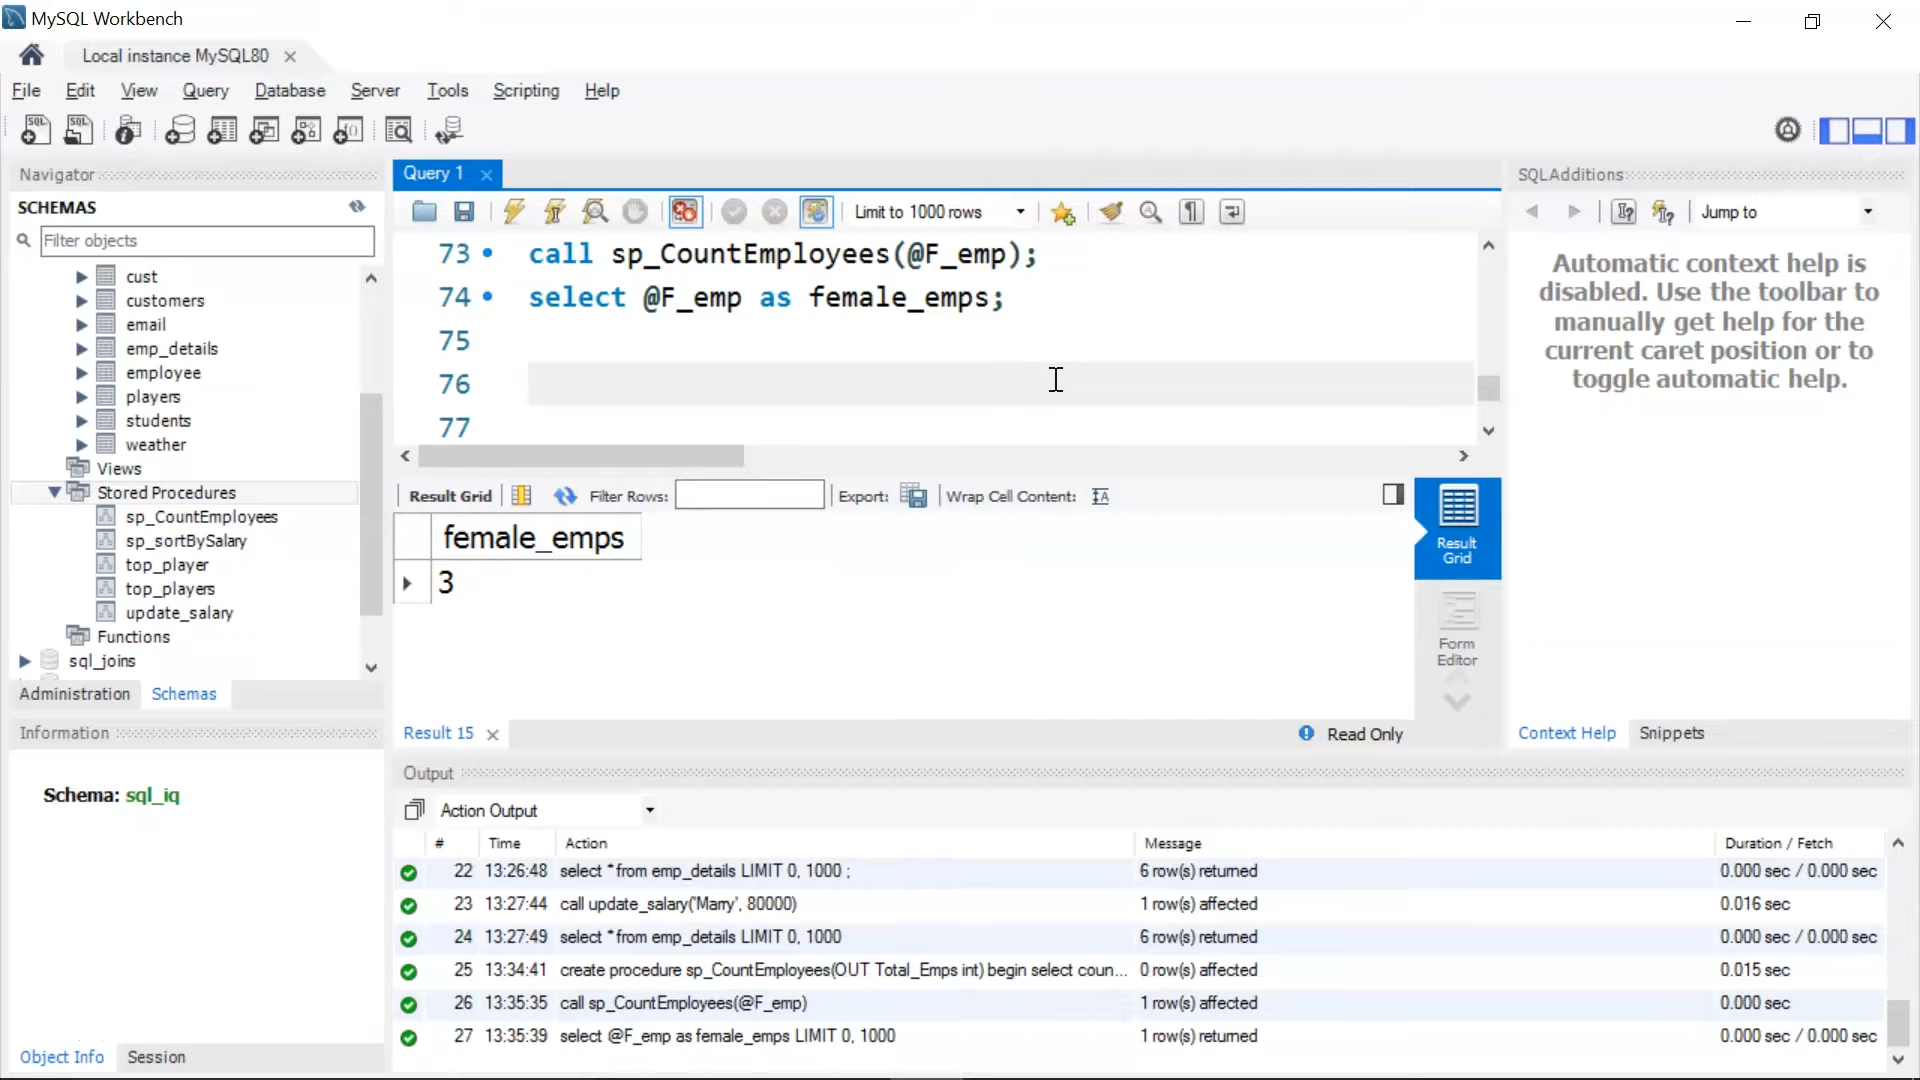 MySQL Workbench
Local instance MySQL80
File Edit View Query Database Server Tools Scripting Help
Navigator
SCHEMAS
Filter objects
cust
customers
email
emp_details
employee
players
students
weather
Views
Stored Procedures
sp_CountEmployees
sp_sortBySalary
top_player
top_players
update_salary
Functions
sql_joins
Administration Schemas
Information
Schema: sql_iq
Object Info Session
Query 1
Limit to 1000 rows
73 call sp_CountEmployees(@F_emp);
74 select @F_emp as female_emps;
75
76
77
Result Grid Filter Rows: Export: Wrap Cell Content:
female_emps
3
Result Grid
Form Editor
Result 15
Read Only
SQLAdditions
Jump to
Automatic context help is
disabled. Use the toolbar to
manually get help for the
current caret position or to
toggle automatic help.
Context Help Snippets
Output
Action Output
# Time Action Message Duration / Fetch
22 13:26:48 select * from emp_details LIMIT 0, 1000 ; 6 row(s) returned 0.000 sec / 0.000 sec
23 13:27:44 call update_salary('Marry', 80000) 1 row(s) affected 0.016 sec
24 13:27:49 select * from emp_details LIMIT 0, 1000 6 row(s) returned 0.000 sec / 0.000 sec
25 13:34:41 create procedure sp_CountEmployees(OUT Total_Emps int) begin select coun... 0 row(s) affected 0.015 sec
26 13:35:35 call sp_CountEmployees(@F_emp) 1 row(s) affected 0.000 sec
27 13:35:39 select @F_emp as female_emps LIMIT 0, 1000 1 row(s) returned 0.000 sec / 0.000 sec